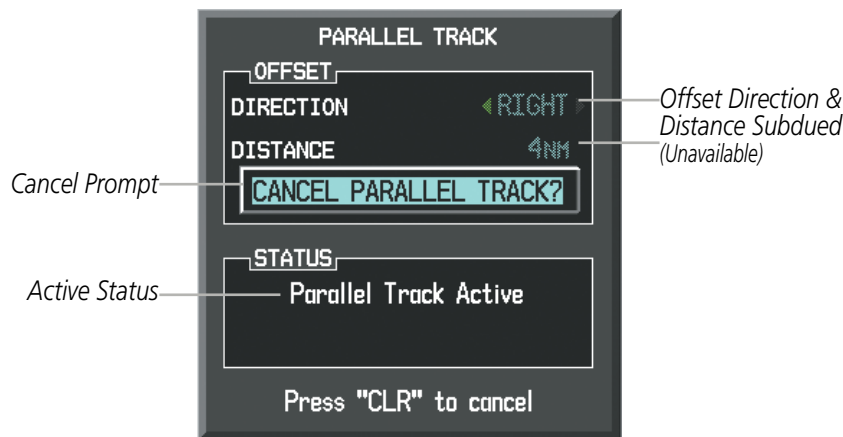 PARALLEL TRACK
OFFSET
DIRECTION RIGHT
DISTANCE 4NM
CANCEL PARALLEL TRACK?
STATUS
Parallel Track Active
Press "CLR" to cancel
Cancel Prompt
Active Status
Offset Direction &
Distance Subdued
(Unavailable)